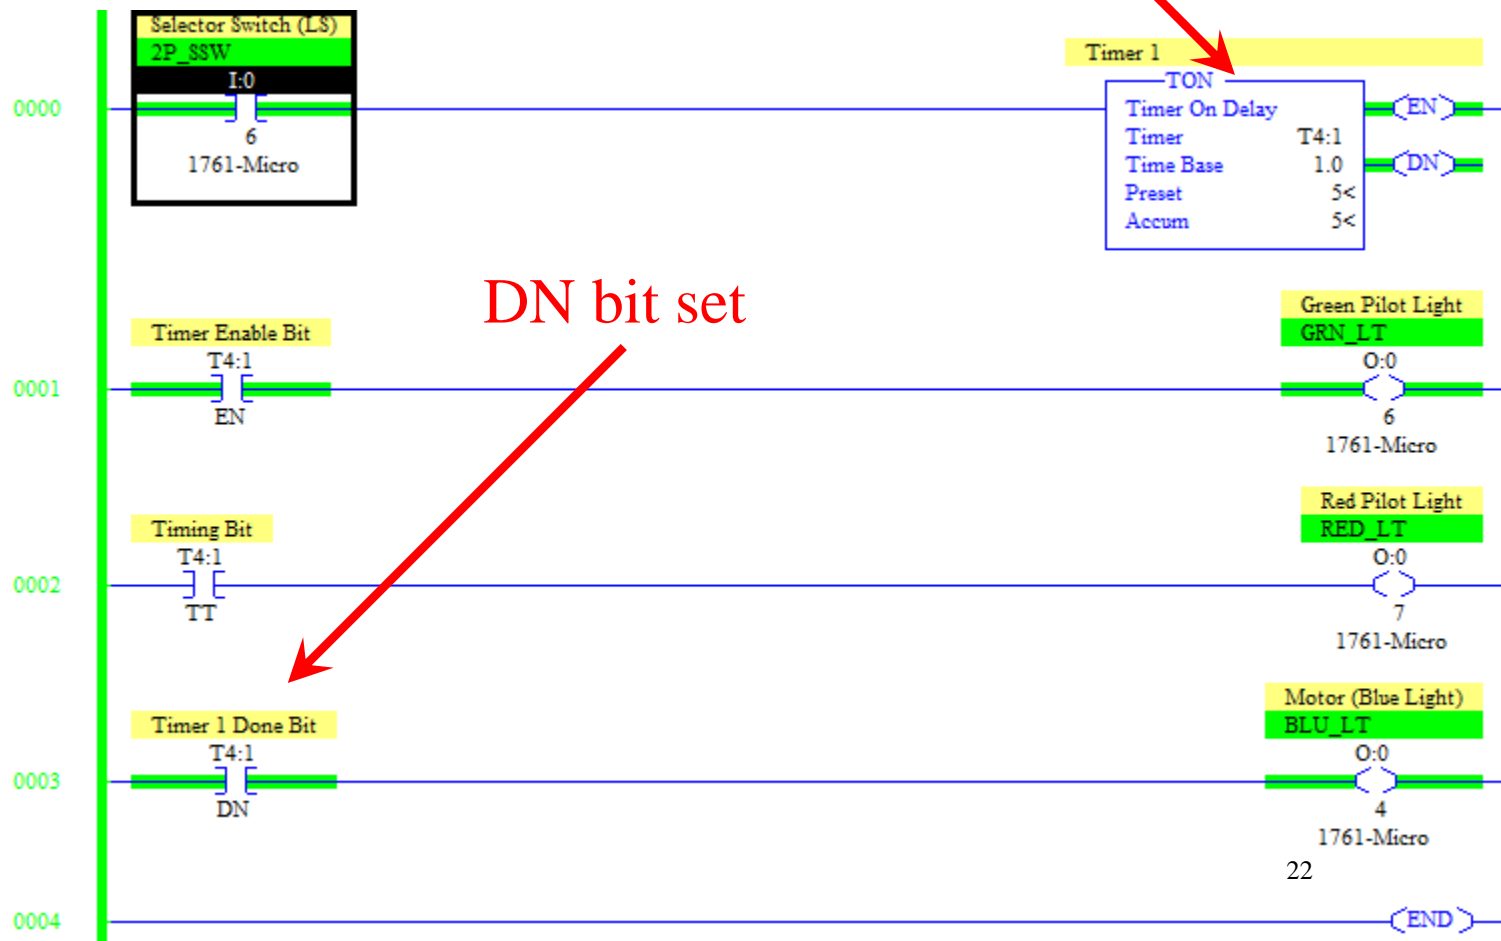 Selector Switch (LS)
2P_SSW
I:0
0000
6
1761-Micro
Timer 1
TON
Timer On Delay
Timer T4:1
Time Base 1.0
Preset 5<
Accum 5<
EN
DN
DN bit set
Timer Enable Bit
T4:1
0001
EN
Green Pilot Light
GRN_LT
O:0
6
1761-Micro
Timing Bit
T4:1
0002
TT
Red Pilot Light
RED_LT
O:0
7
1761-Micro
Timer 1 Done Bit
T4:1
0003
DN
Motor (Blue Light)
BLU_LT
O:0
4
1761-Micro
22
0004
END